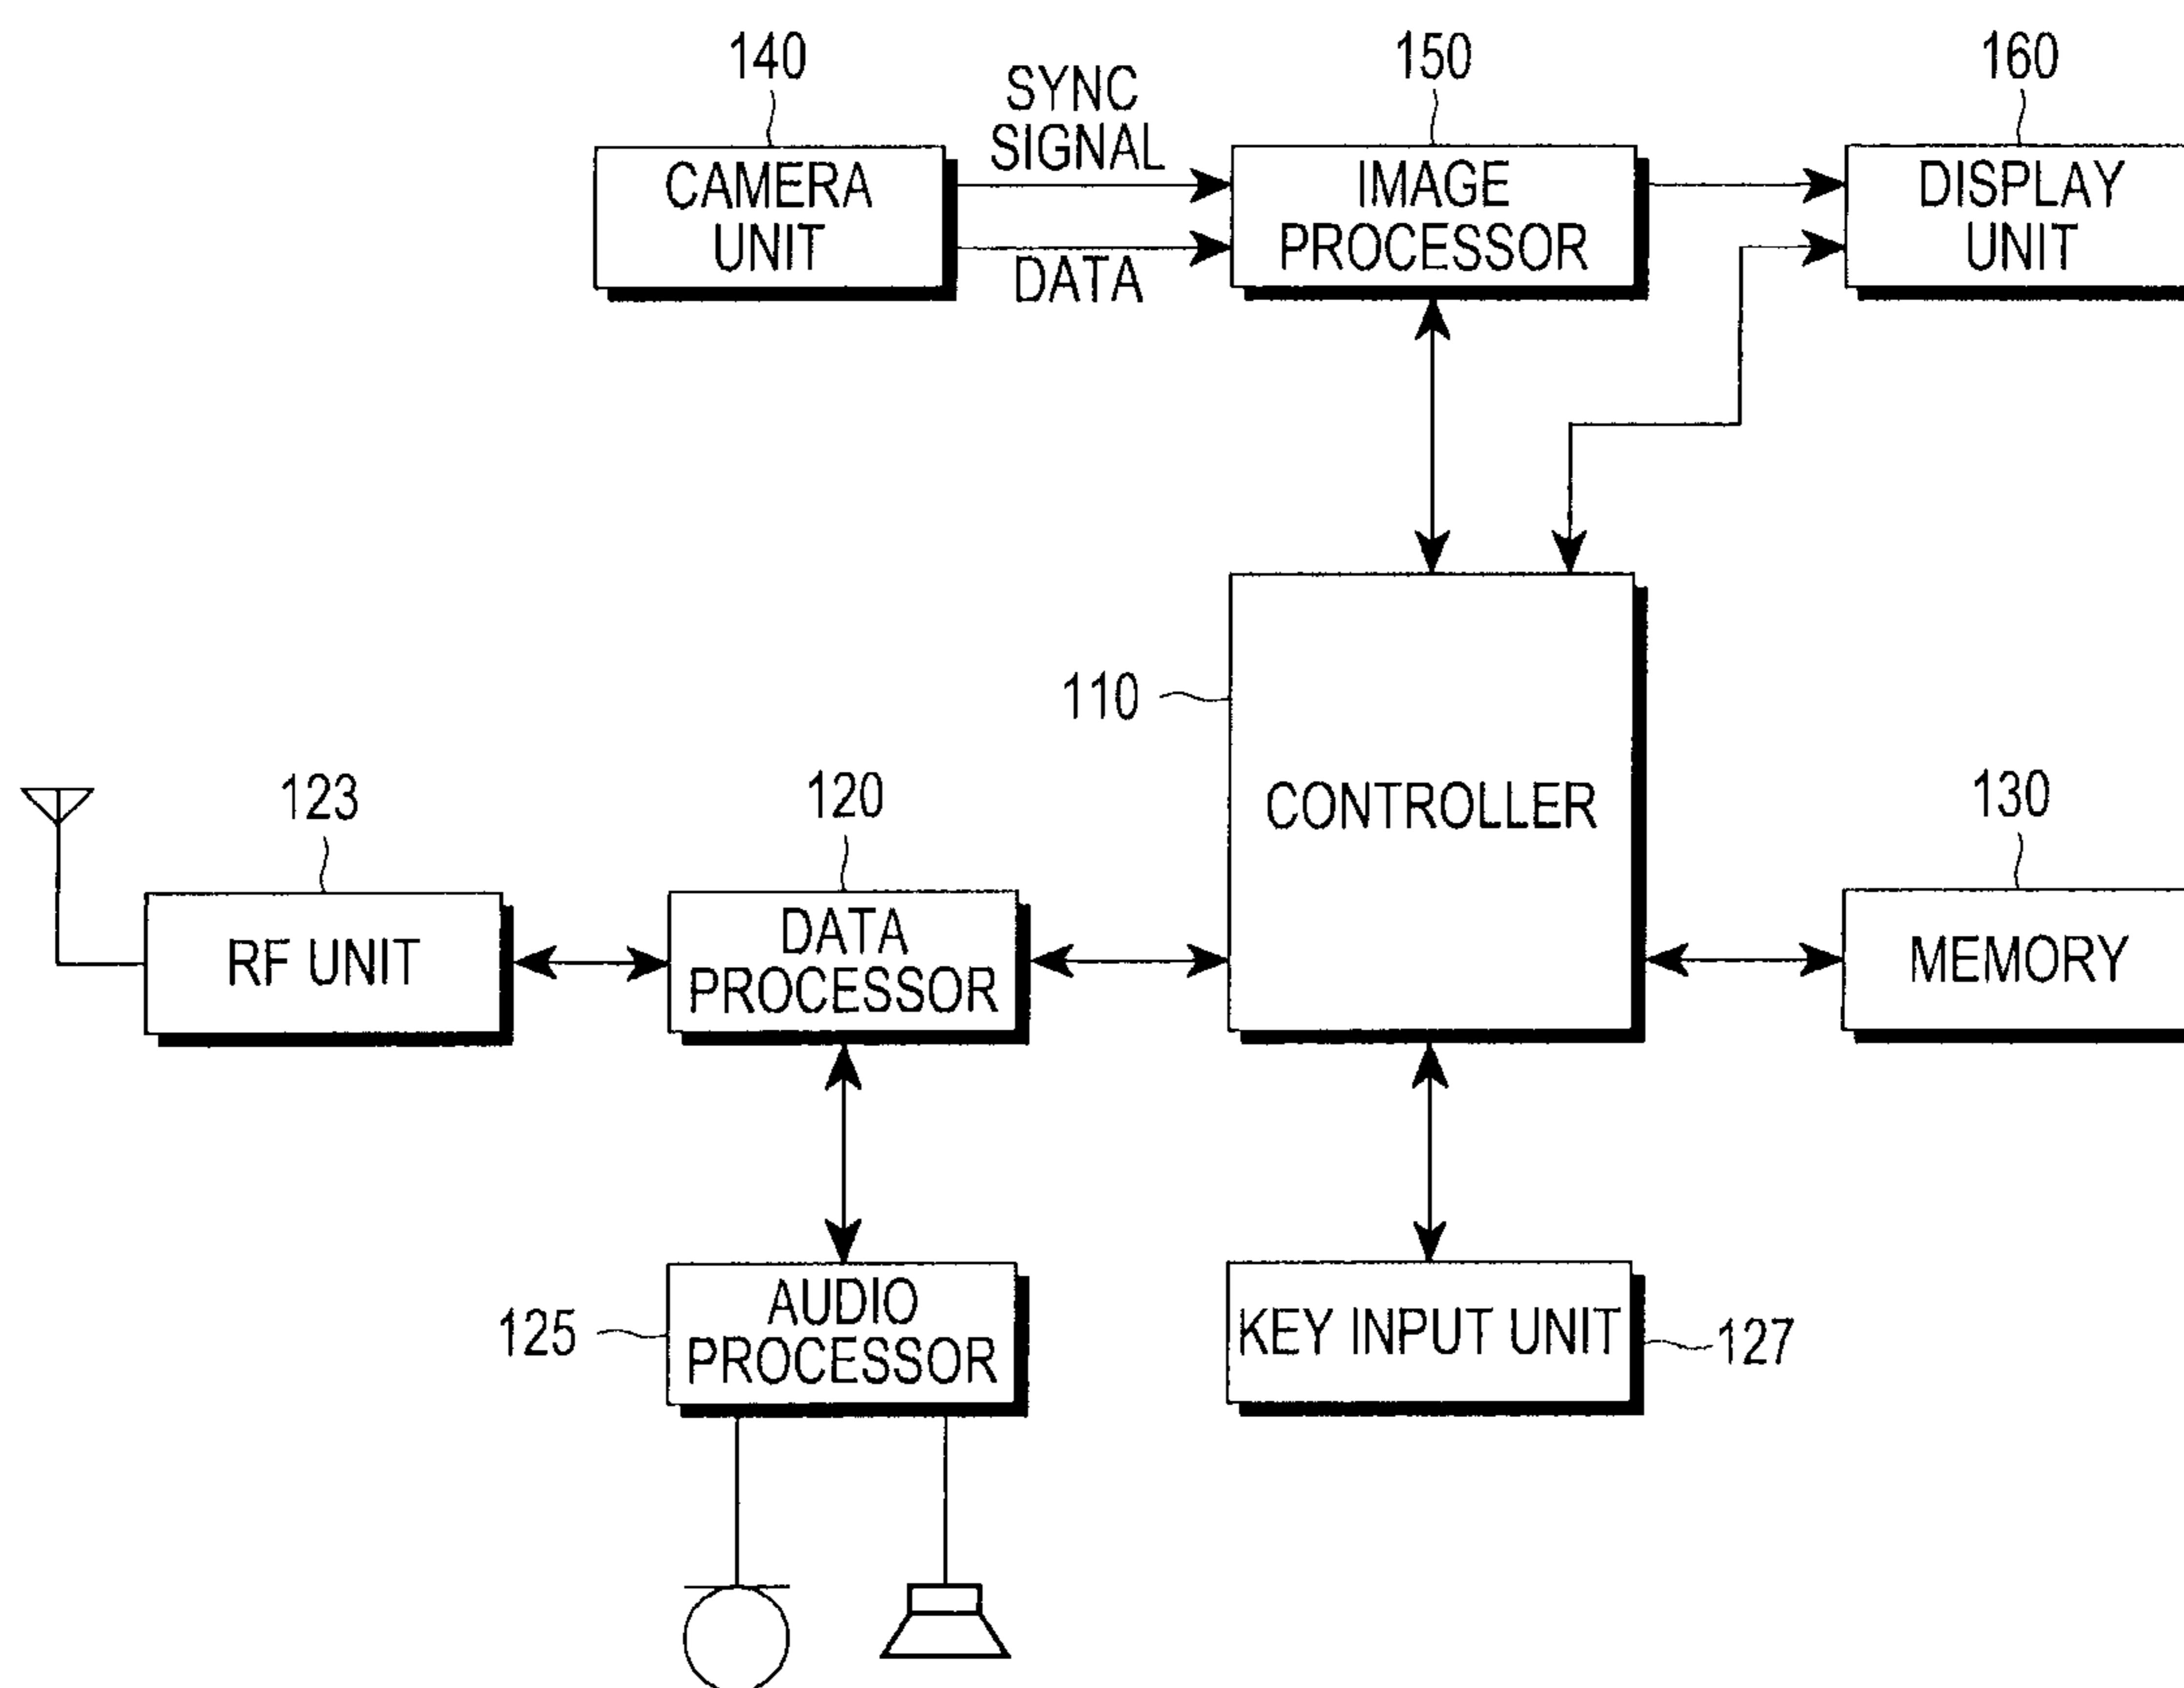 140
SYNC
SIGNAL
150
160
CAMERA
UNIT
DATA
IMAGE
PROCESSOR
DISPLAY
UNIT
110
CONTROLLER
123
120
130
RF UNIT
DATA
PROCESSOR
MEMORY
125
AUDIO
PROCESSOR
KEY INPUT UNIT
127